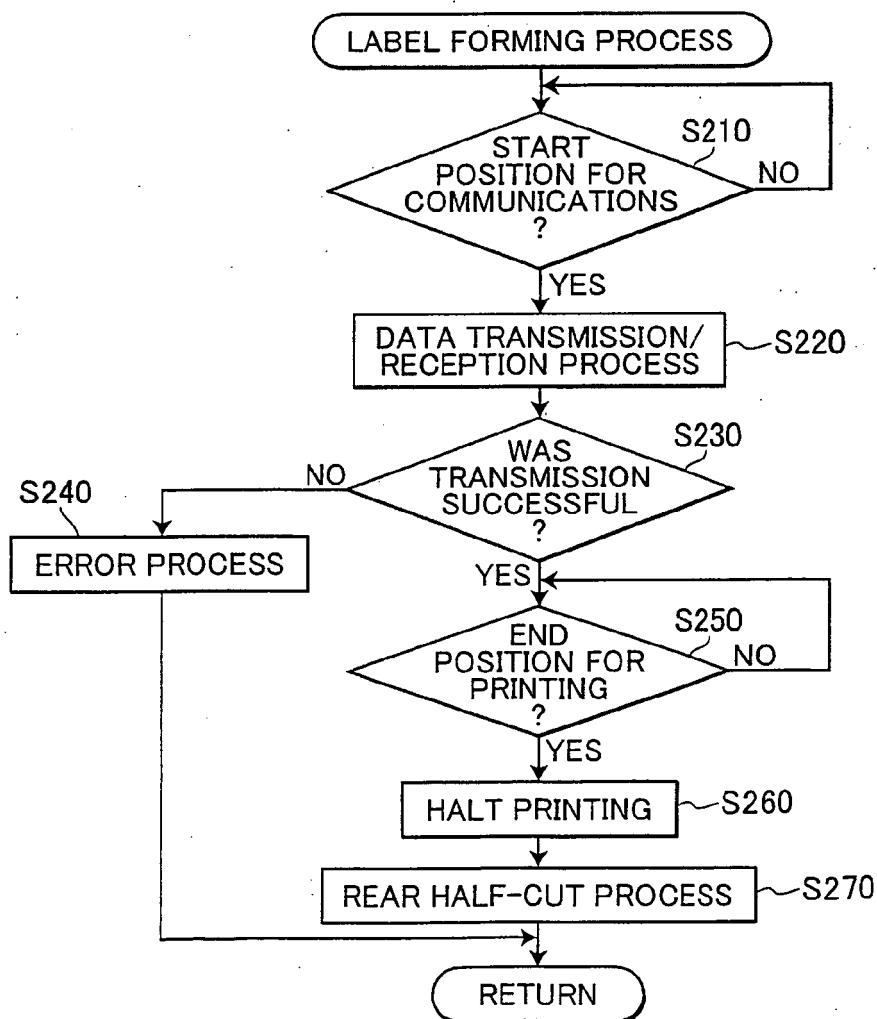 LABEL FORMING PROCESS
S210
START
POSITION FOR
COMMUNICATIONS
?
NO
YES
DATA TRANSMISSION/
RECEPTION PROCESS
S220
S230
WAS
TRANSMISSION
SUCCESSFUL
?
NO
S240
ERROR PROCESS
YES
S250
END
POSITION FOR
PRINTING
?
NO
YES
HALT PRINTING
S260
REAR HALF-CUT PROCESS
S270
RETURN